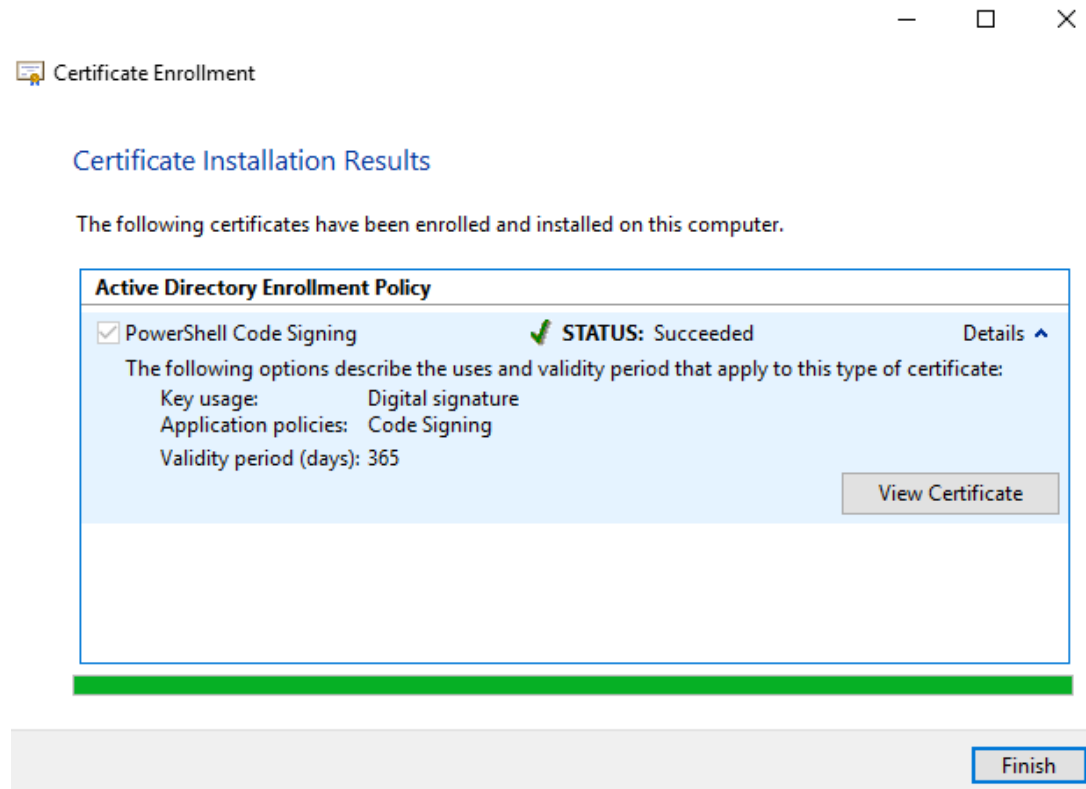 Certificate Enrollment
Certificate Installation Results
The following certificates have been enrolled and installed on this computer.
Active Directory Enrollment Policy
PowerShell Code Signing STATUS: Succeeded Details
The following options describe the uses and validity period that apply to this type of certificate:
Key usage: Digital signature
Application policies: Code Signing
Validity period (days): 365
View Certificate
Finish